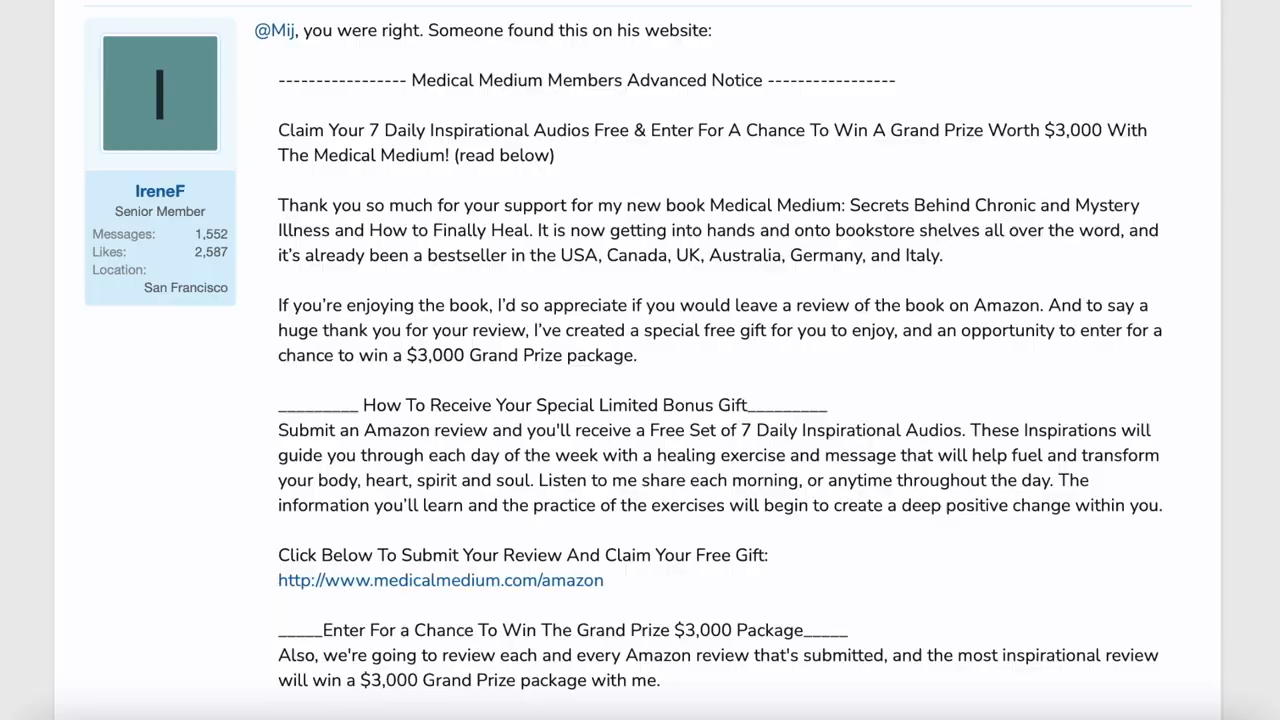 @Mij, you were right. Someone found this on his website:
----------------- Medical Medium Members Advanced Notice -----------------
Claim Your 7 Daily Inspirational Audios Free & Enter For A Chance To Win A Grand Prize Worth $3,000 With
The Medical Medium! (read below)
I
IreneF
Senior Member
Messages: 1,552
Likes: 2,587
Location:
San Francisco
Thank you so much for your support for my new book Medical Medium: Secrets Behind Chronic and Mystery
Illness and How to Finally Heal. It is now getting into hands and onto bookstore shelves all over the word, and
it’s already been a bestseller in the USA, Canada, UK, Australia, Germany, and Italy.
If you’re enjoying the book, I’d so appreciate if you would leave a review of the book on Amazon. And to say a
huge thank you for your review, I’ve created a special free gift for you to enjoy, and an opportunity to enter for a
chance to win a $3,000 Grand Prize package.
_________ How To Receive Your Special Limited Bonus Gift_________
Submit an Amazon review and you'll receive a Free Set of 7 Daily Inspirational Audios. These Inspirations will
guide you through each day of the week with a healing exercise and message that will help fuel and transform
your body, heart, spirit and soul. Listen to me share each morning, or anytime throughout the day. The
information you’ll learn and the practice of the exercises will begin to create a deep positive change within you.
Click Below To Submit Your Review And Claim Your Free Gift:
http://www.medicalmedium.com/amazon
_____Enter For a Chance To Win The Grand Prize $3,000 Package_____
Also, we're going to review each and every Amazon review that's submitted, and the most inspirational review
will win a $3,000 Grand Prize package with me.